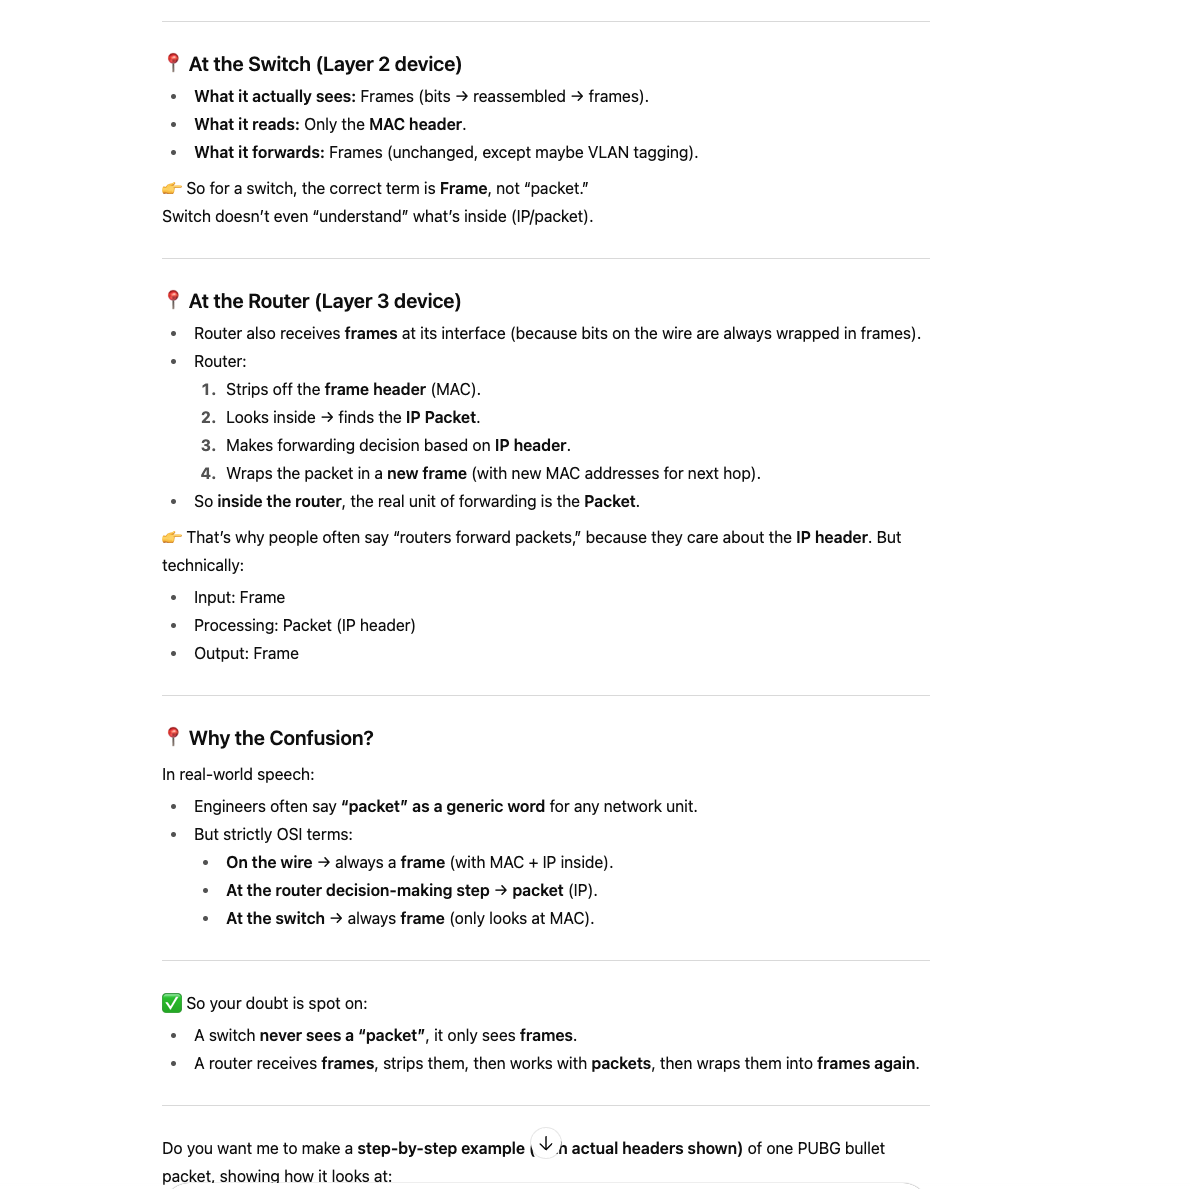 📍 At the Switch (Layer 2 device)
• What it actually sees: Frames (bits → reassembled → frames).
• What it reads: Only the MAC header.
• What it forwards: Frames (unchanged, except maybe VLAN tagging).
👉 So for a switch, the correct term is Frame, not “packet.”
Switch doesn’t even “understand” what’s inside (IP/packet).
📍 At the Router (Layer 3 device)
• Router also receives frames at its interface (because bits on the wire are always wrapped in frames).
• Router:
1. Strips off the frame header (MAC).
2. Looks inside → finds the IP Packet.
3. Makes forwarding decision based on IP header.
4. Wraps the packet in a new frame (with new MAC addresses for next hop).
• So inside the router, the real unit of forwarding is the Packet.
👉 That’s why people often say “routers forward packets,” because they care about the IP header. But
technically:
• Input: Frame
• Processing: Packet (IP header)
• Output: Frame
📍 Why the Confusion?
In real-world speech:
• Engineers often say “packet” as a generic word for any network unit.
• But strictly OSI terms:
• On the wire → always a frame (with MAC + IP inside).
• At the router decision-making step → packet (IP).
• At the switch → always frame (only looks at MAC).
✅ So your doubt is spot on:
• A switch never sees a “packet”, it only sees frames.
• A router receives frames, strips them, then works with packets, then wraps them into frames again.
Do you want me to make a step-by-step example ( actual headers shown) of one PUBG bullet
packet, showing how it looks at: